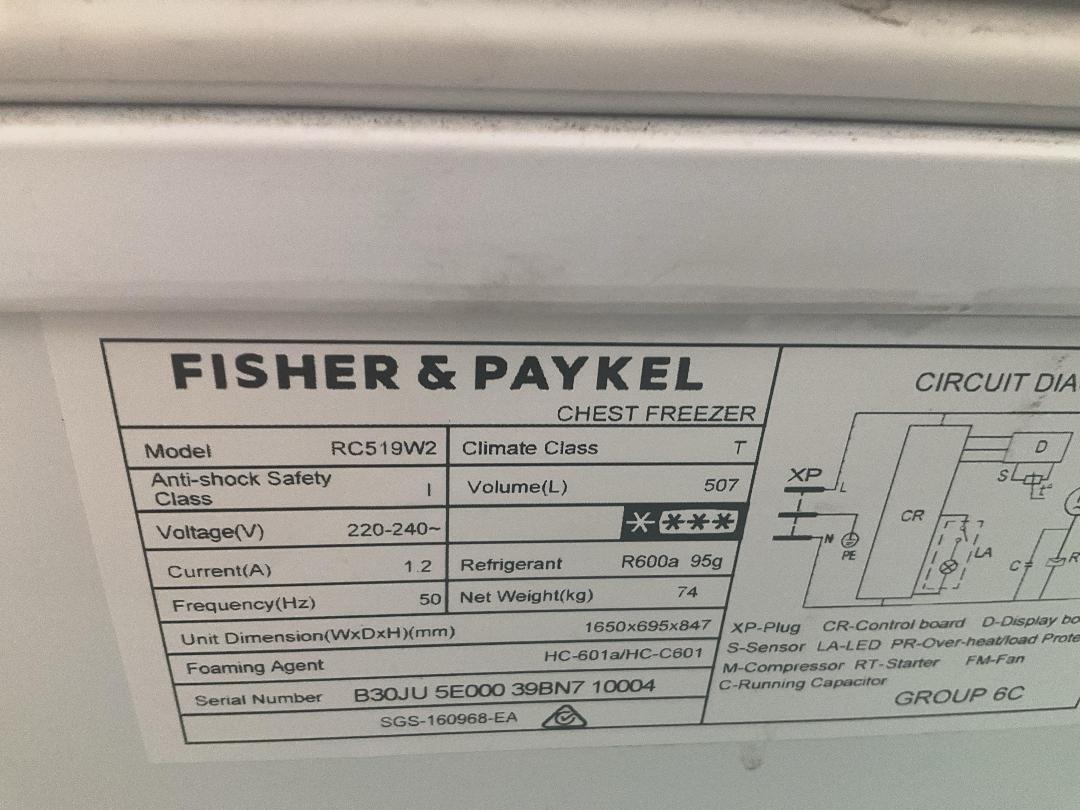 FISHER & PAYKEL
CHEST FREEZER
Model RC519W2 Climate Class T
Anti-shock Safety Class I Volume(L) 507
Voltage(V) 220-240~
Current(A) 1.2 Refrigerant R600a 95g
Frequency(Hz) 50 Net Weight(kg) 74
Unit Dimension(WxDxH)(mm) 1650x695x847
Foaming Agent HC-601a/HC-C601
Serial Number B30JU 5E000 39BN7 10004
SGS-160968-EA
CIRCUIT DIA
XP
L
N
PE
CR
D
S
t°
LA
C
R
XP-Plug CR-Control board D-Display bo
S-Sensor LA-LED PR-Over-heat/load Prote
M-Compressor RT-Starter FM-Fan
C-Running Capacitor
GROUP 6C